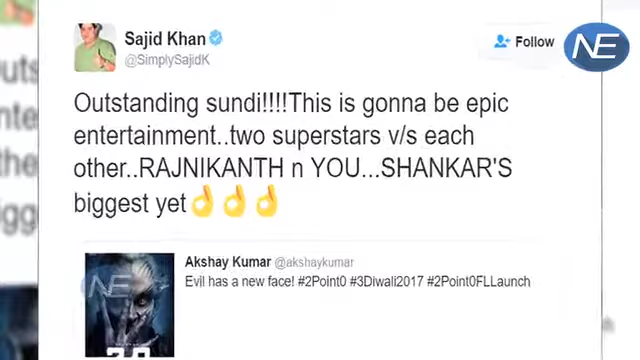 Sajid Khan
@SimplySajidK
Follow
NE
Outstanding sundi!!!!This is gonna be epic
entertainment..two superstars v/s each
other..RAJNIKANTH n YOU...SHANKAR'S
biggest yet👌👌👌
Akshay Kumar @akshaykumar
Evil has a new face! #2Point0 #3Diwali2017 #2Point0FLLaunch
NE